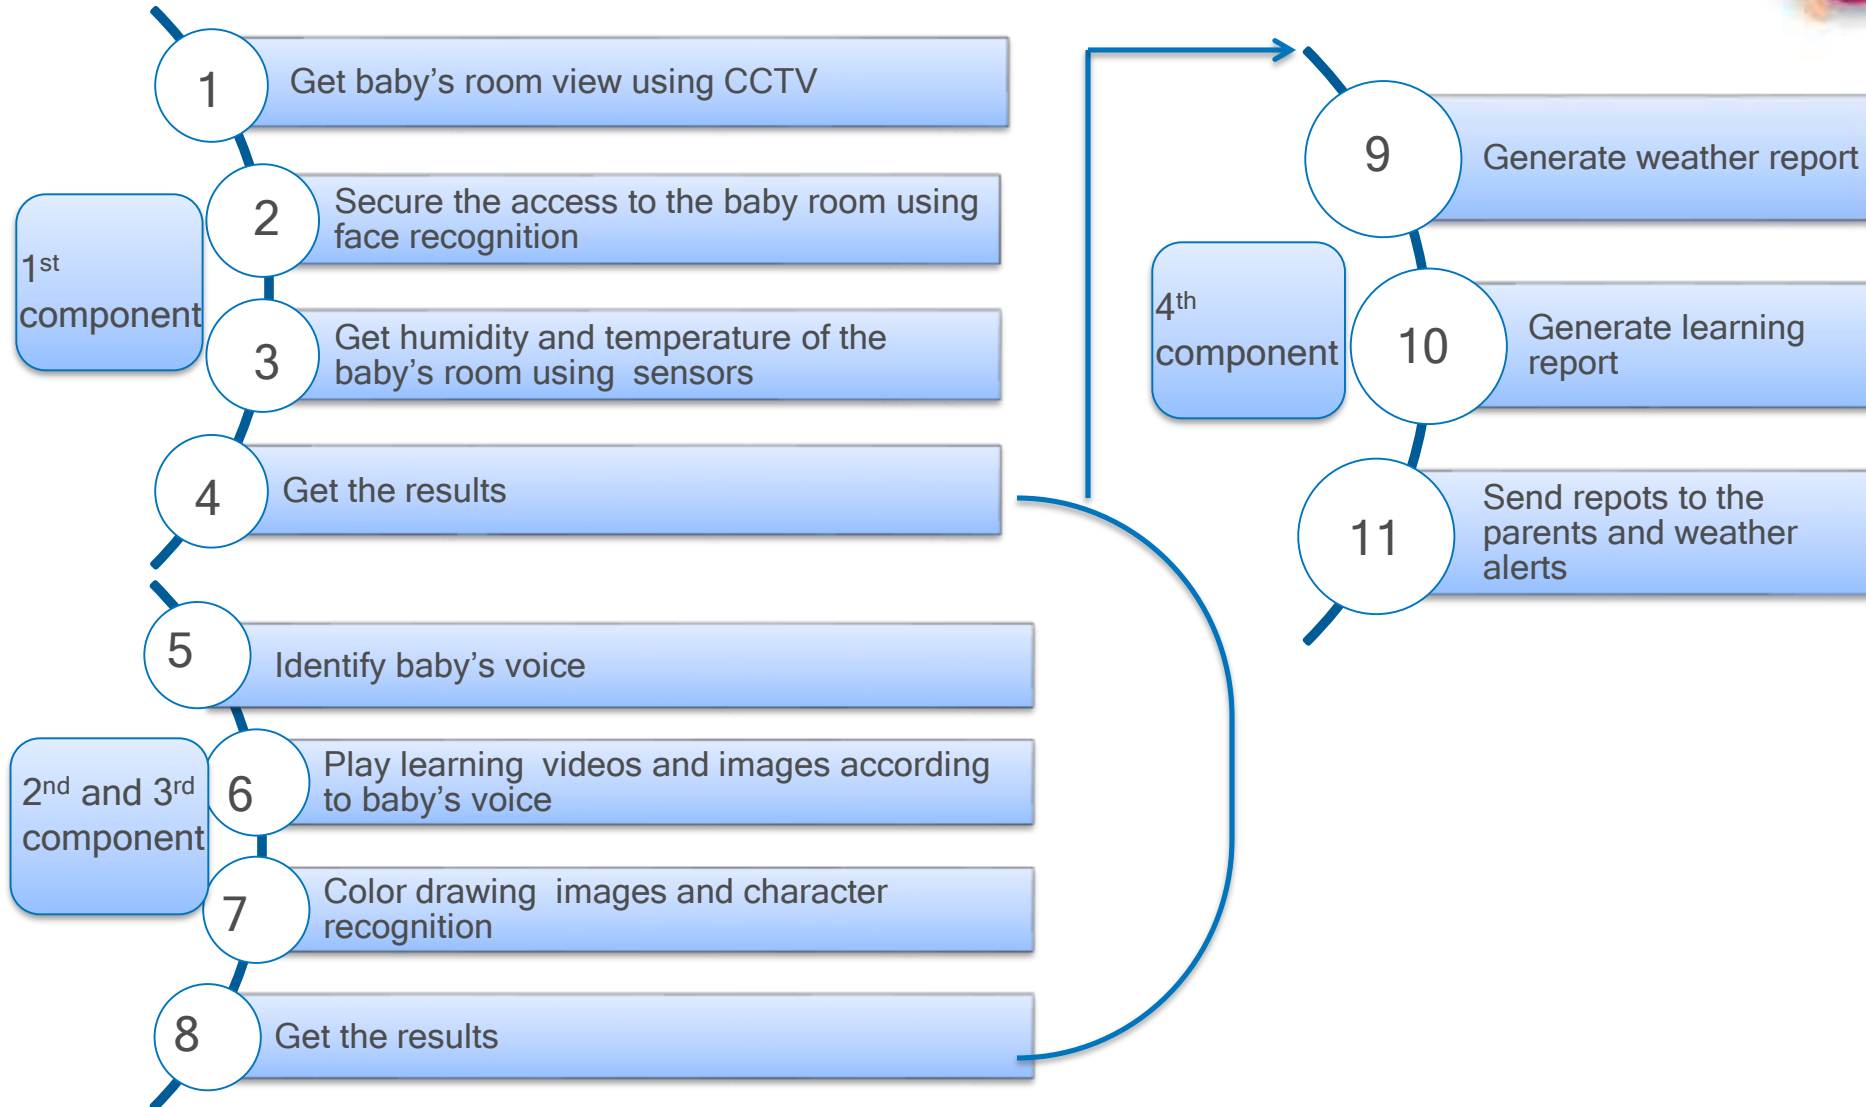 1
Get baby’s room view using CCTV
2
Secure the access to the baby room using
face recognition
1st
component
3
Get humidity and temperature of the
baby’s room using  sensors
4
Get the results
5
Identify baby’s voice
2nd and 3rd
component
6
Play learning  videos and images according
to baby’s voice
7
Color drawing  images and character
recognition
8
Get the results
9
Generate weather report
4th
component
10
Generate learning
report
11
Send repots to the
parents and weather
alerts